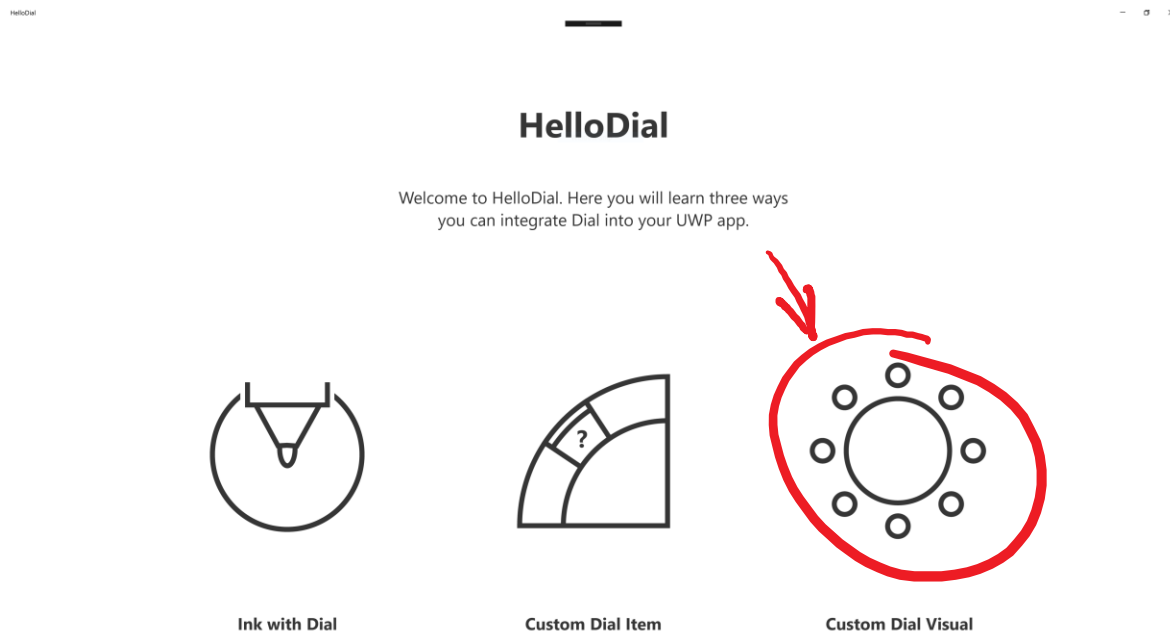 HelloDial
HelloDial
Welcome to HelloDial. Here you will learn three ways
you can integrate Dial into your UWP app.
?
Ink with Dial
Custom Dial Item
Custom Dial Visual